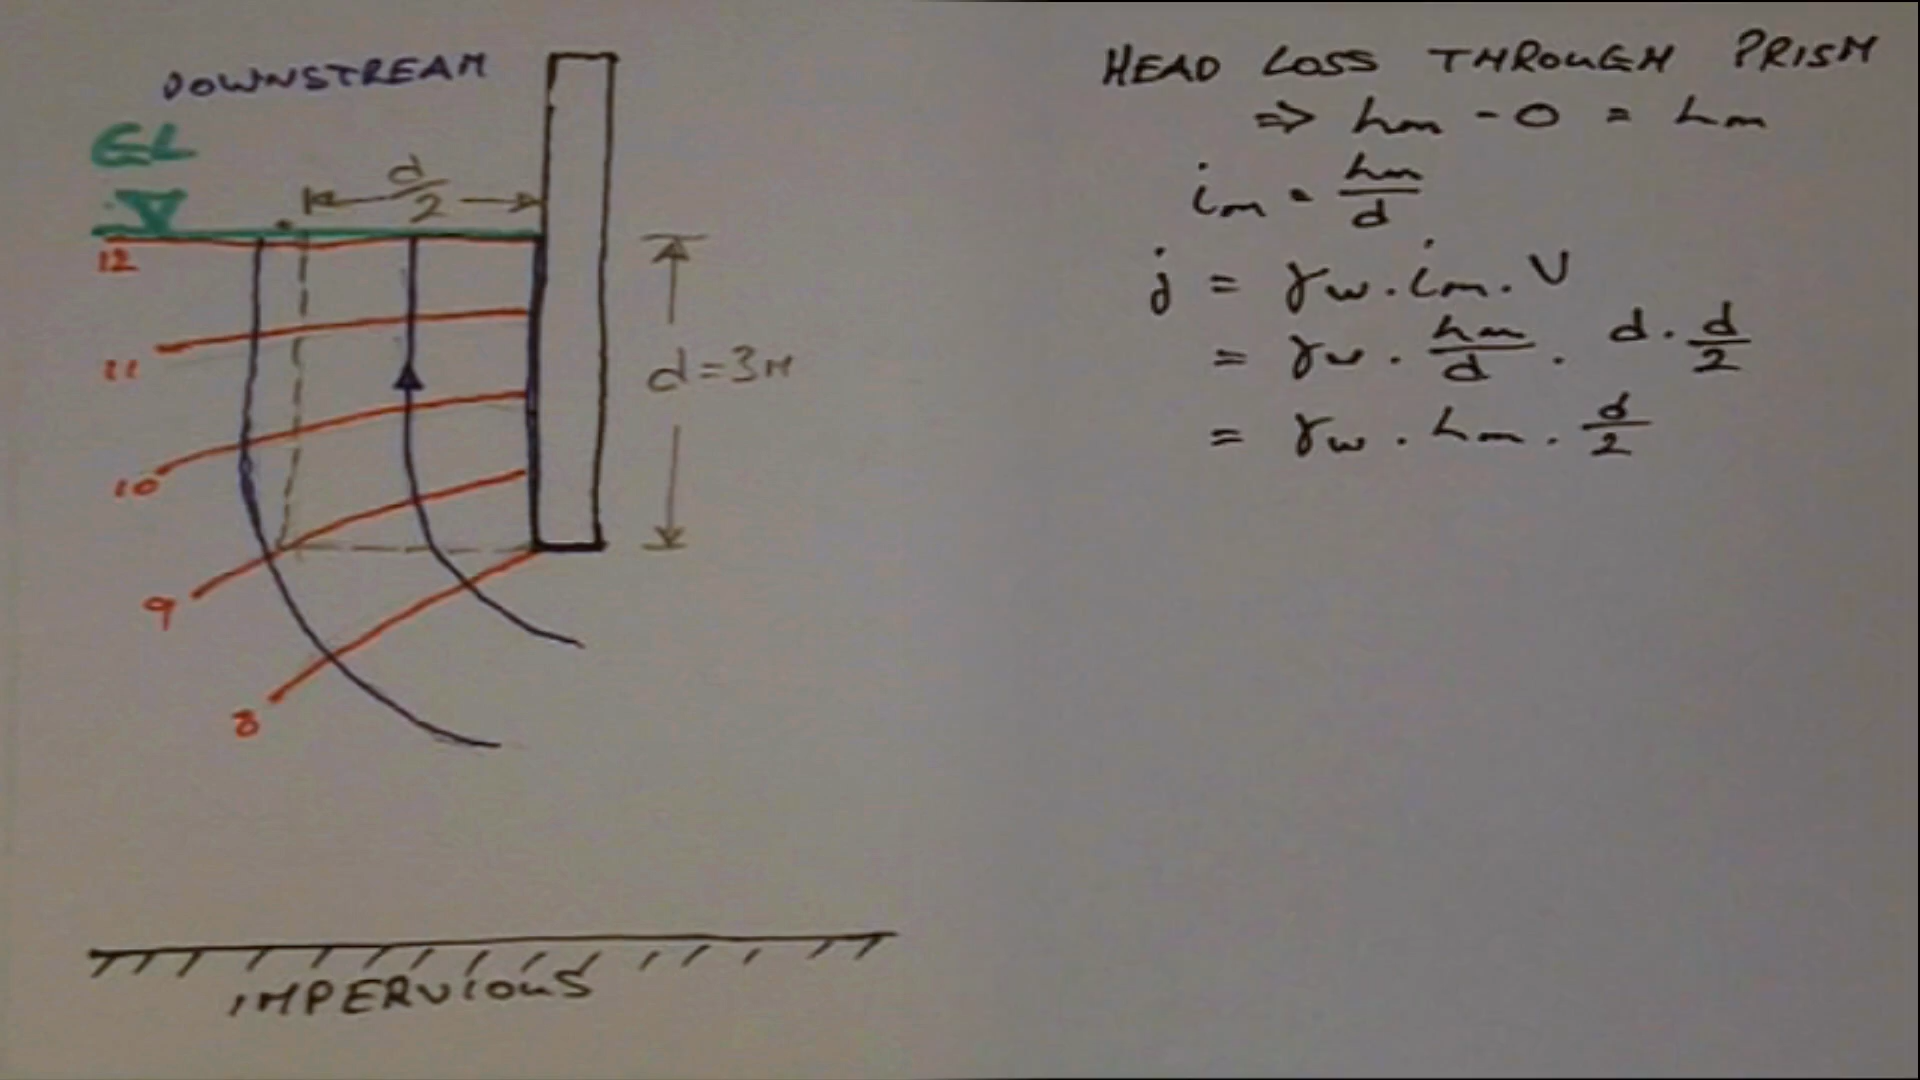 DOWNSTREAM
GL
d/2
12
11
d=3M
10
9
8
IMPERVIOUS
HEAD LOSS THROUGH PRISM
⇒ hm - 0 = hm
im = hm/d
j = γw . im . V
= γw . hm/d . d . d/2
= γw . hm . d/2